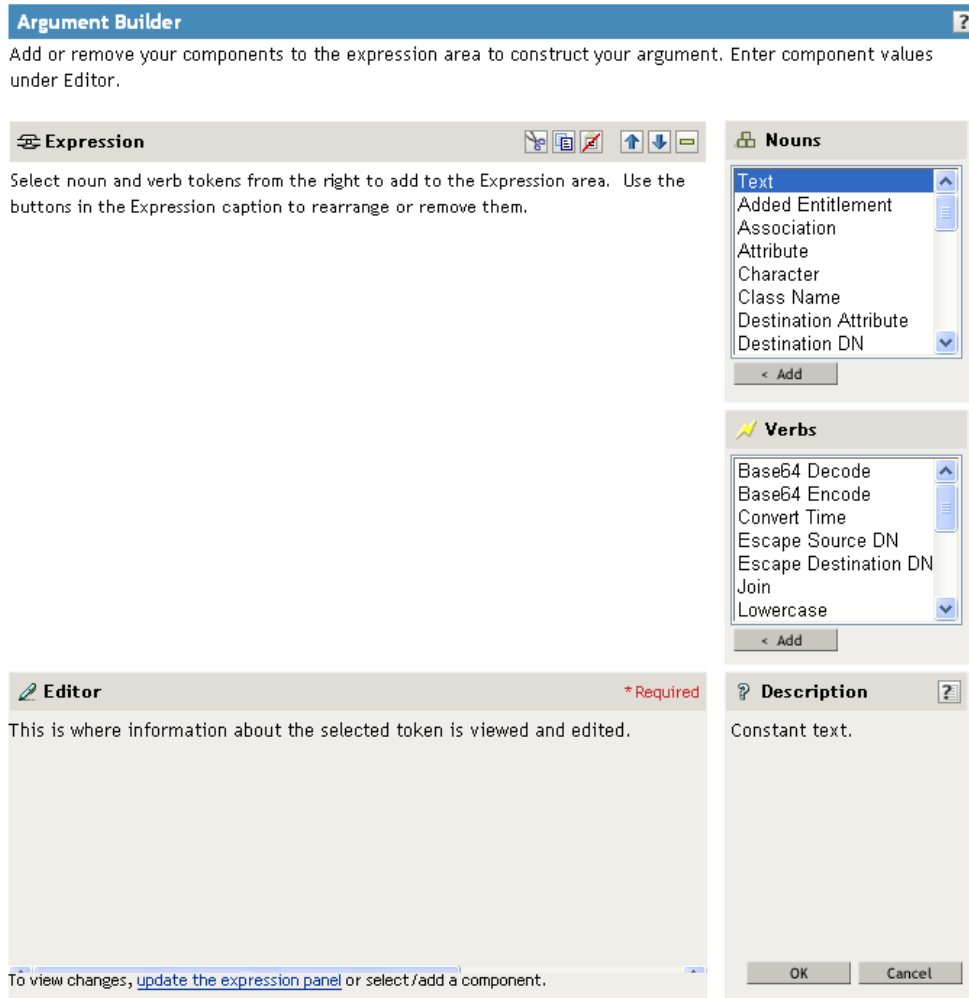 Argument Builder
?
Add or remove your components to the expression area to construct your argument. Enter component values
under Editor.
Expression
Select noun and verb tokens from the right to add to the Expression area. Use the
buttons in the Expression caption to rearrange or remove them.
Nouns
Text
Added Entitlement
Association
Attribute
Character
Class Name
Destination Attribute
Destination DN
< Add
Verbs
Base64 Decode
Base64 Encode
Convert Time
Escape Source DN
Escape Destination DN
Join
Lowercase
< Add
Editor
*Required
This is where information about the selected token is viewed and edited.
To view changes, update the expression panel or select/add a component.
? Description ?
Constant text.
OK
Cancel